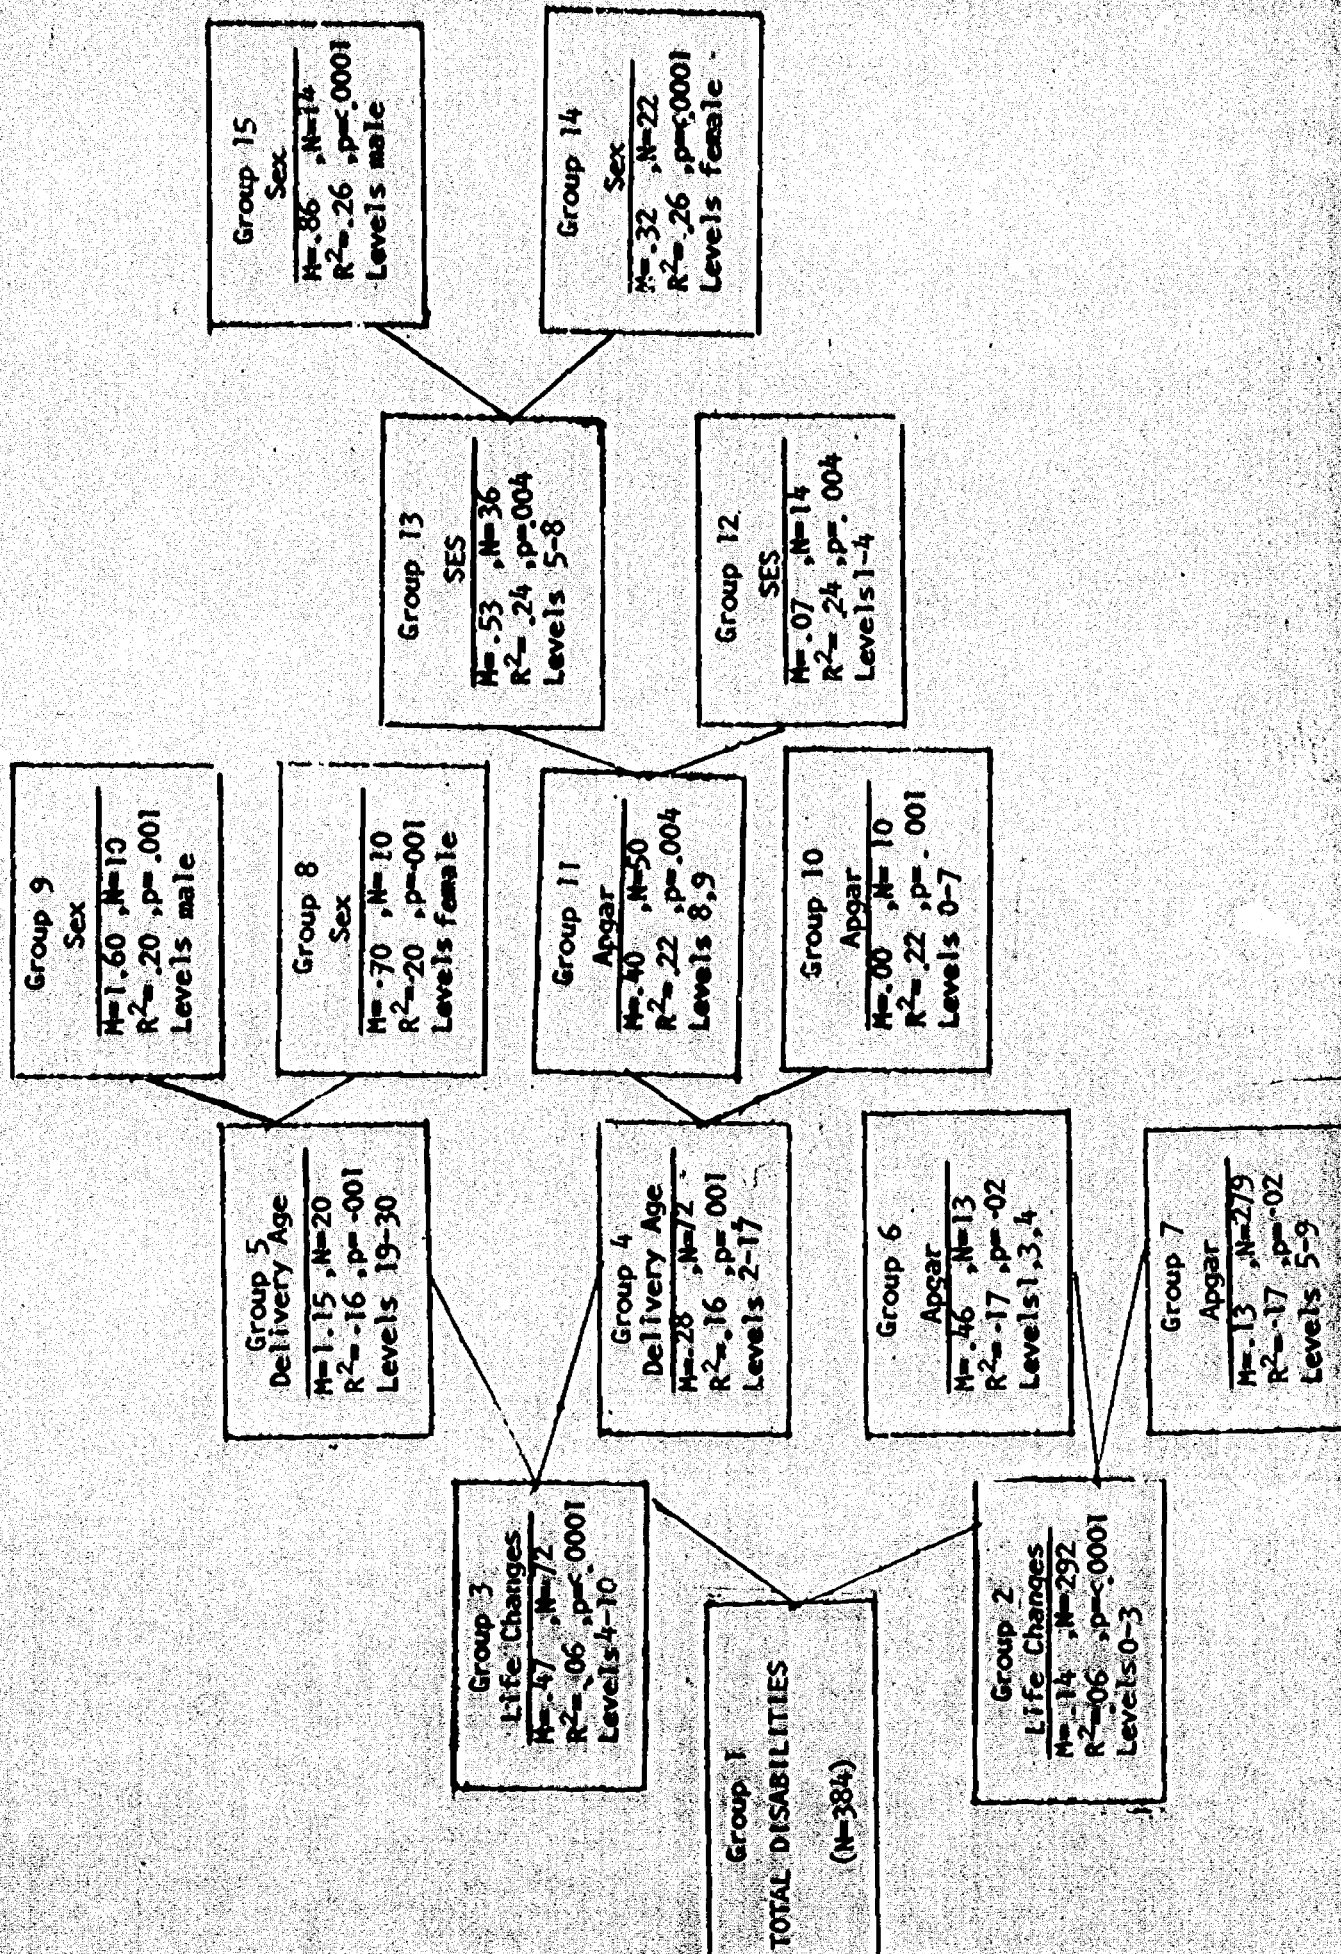 Group 1
TOTAL DISABILITIES
(N=384)
Group 3
Life Changes
M=.47 ,N=72
R²=.06 ,p=<.0001
Levels 4-10
Group 2
Life Changes
M=.14 ,N=292
R²=.06 ,p=<.0001
Levels 0-3
Group 5
Delivery Age
M=1.15 ,N=20
R²=.16 ,p=.001
Levels 19-30
Group 4
Delivery Age
M=.28 ,N=72
R²=.16 ,p=.001
Levels 2-17
Group 6
Apgar
M=.46 ,N=13
R²=.17 ,p=.02
Levels 1,3,4
Group 7
Apgar
M=.13 ,N=279
R²=.17 ,p=.02
Levels 5-9
Group 9
Sex
M=1.60 ,N=10
R²=.20 ,p=.001
Levels male
Group 8
Sex
M=.70 ,N=10
R²=.20 ,p=.001
Levels female
Group 11
Apgar
M=.40 ,N=50
R²=.22 ,p=.004
Levels 8,9
Group 10
Apgar
M=.00 ,N=10
R²=.22 ,p=.001
Levels 0-7
Group 13
SES
M=.53 ,N=36
R²=.24 ,p=.004
Levels 5-8
Group 12
SES
M=.07 ,N=14
R²=.24 ,p=.004
Levels 1-4
Group 15
Sex
M=.86 ,N=14
R²=.26 ,p=<.0001
Levels male
Group 14
Sex
M=.32 ,N=22
R²=.26 ,p=<.0001
Levels female